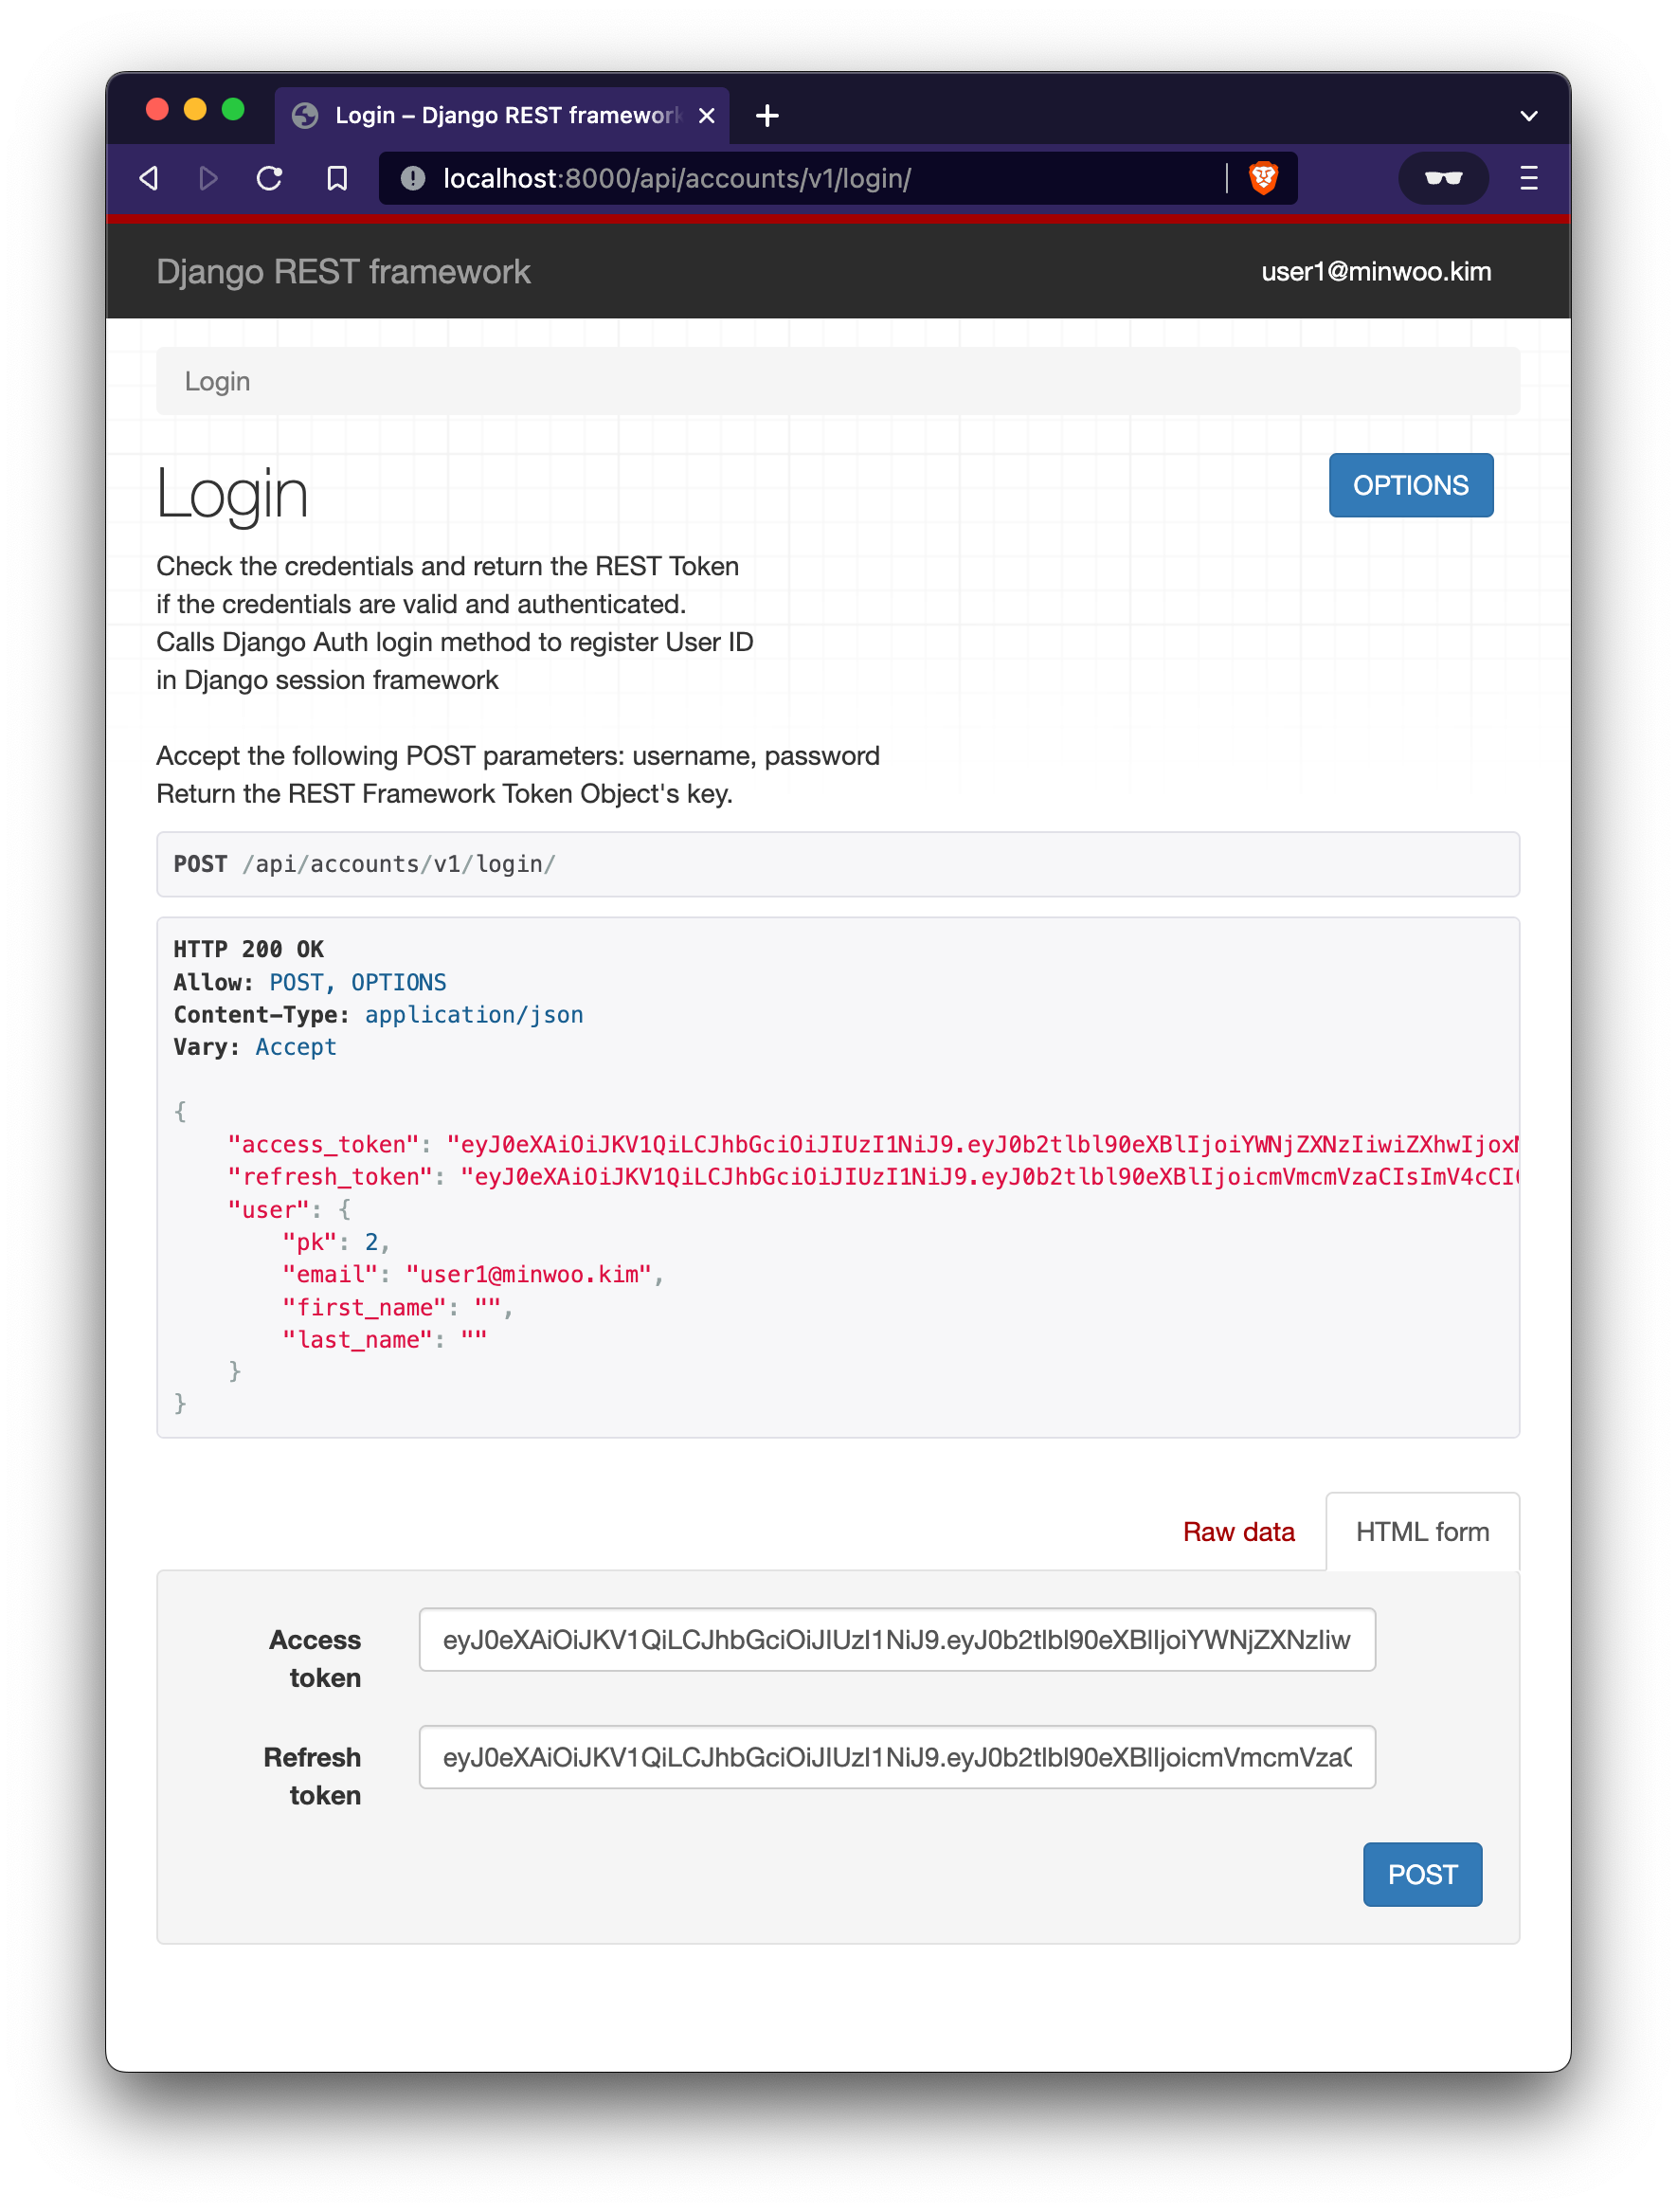 Login – Django REST framework
localhost:8000/api/accounts/v1/login/
Django REST framework
user1@minwoo.kim
Login
Login
OPTIONS
Check the credentials and return the REST Token
if the credentials are valid and authenticated.
Calls Django Auth login method to register User ID
in Django session framework
Accept the following POST parameters: username, password
Return the REST Framework Token Object's key.
POST /api/accounts/v1/login/
HTTP 200 OK
Allow: POST, OPTIONS
Content-Type: application/json
Vary: Accept
{
"access_token": "eyJ0eXAiOiJKV1QiLCJhbGciOiJIUzI1NiJ9.eyJ0b2tlbl90eXBlIjoiYWNjZXNzIiwiZXhwIjox
"refresh_token": "eyJ0eXAiOiJKV1QiLCJhbGciOiJIUzI1NiJ9.eyJ0b2tlbl90eXBlIjoicmVmcmVzaCIsImV4cCI
"user": {
"pk": 2,
"email": "user1@minwoo.kim",
"first_name": "",
"last_name": ""
}
}
Raw data
HTML form
Access
token
eyJ0eXAiOiJKV1QiLCJhbGciOiJIUzI1NiJ9.eyJ0b2tlbl90eXBlIjoiYWNjZXNzIiw
Refresh
token
eyJ0eXAiOiJKV1QiLCJhbGciOiJIUzI1NiJ9.eyJ0b2tlbl90eXBlIjoicmVmcmVzaC
POST